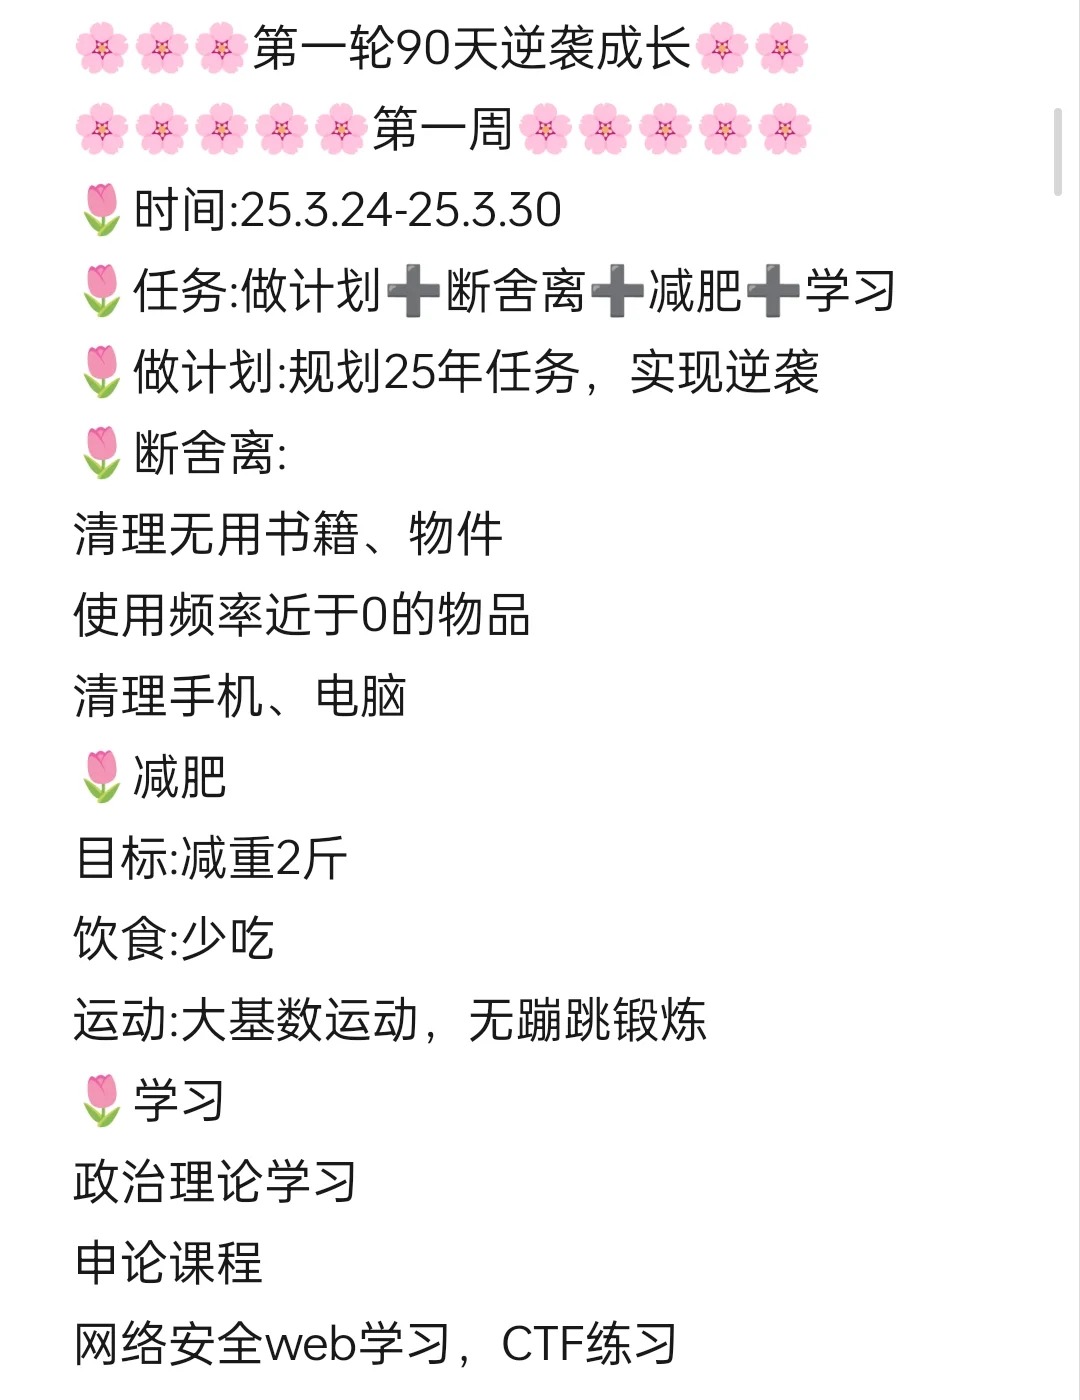 🌸🌸🌸第一轮90天逆袭成长🌸🌸
🌸🌸🌸🌸🌸第一周🌸🌸🌸🌸🌸
🌷时间:25.3.24-25.3.30
🌷任务:做计划➕断舍离➕减肥➕学习
🌷做计划:规划25年任务，实现逆袭
🌷断舍离:
清理无用书籍、物件
使用频率近于0的物品
清理手机、电脑
🌷减肥
目标:减重2斤
饮食:少吃
运动:大基数运动，无蹦跳锻炼
🌷学习
政治理论学习
申论课程
网络安全web学习，CTF练习